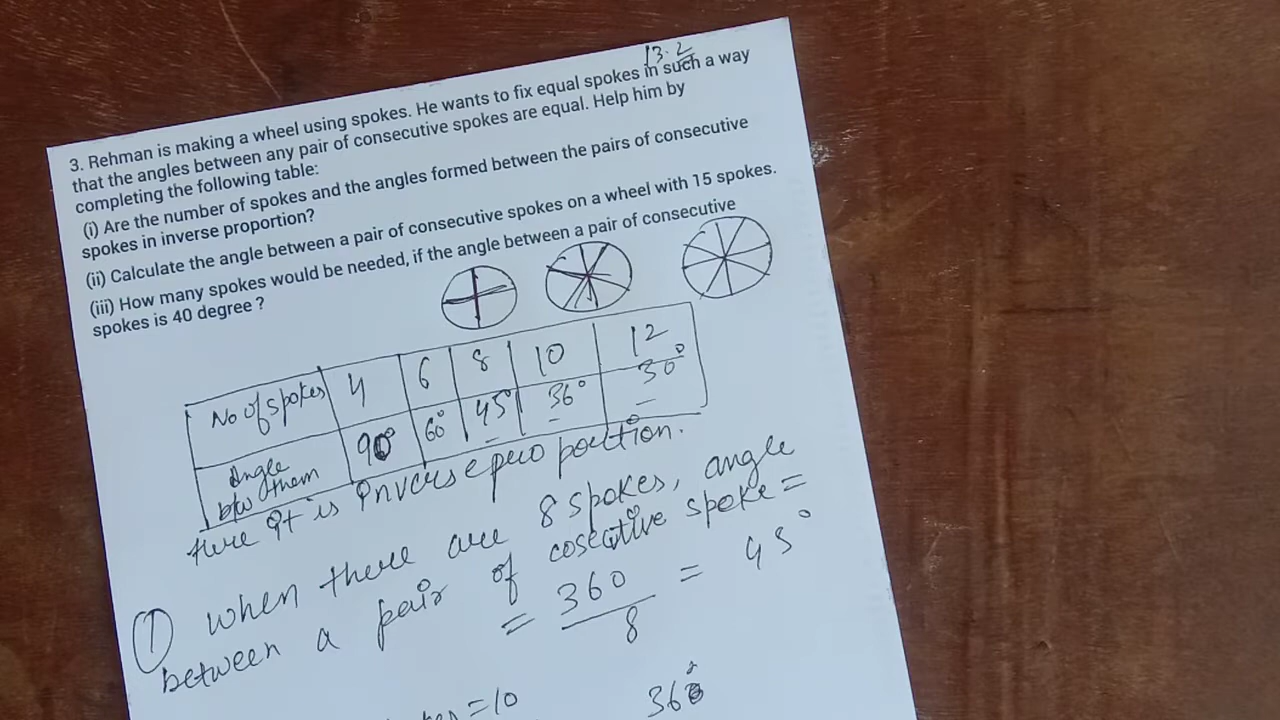 13.2
3. Rehman is making a wheel using spokes. He wants to fix equal spokes in such a way
that the angles between any pair of consecutive spokes are equal. Help him by
completing the following table:
(i) Are the number of spokes and the angles formed between the pairs of consecutive
spokes in inverse proportion?
(ii) Calculate the angle between a pair of consecutive spokes on a wheel with 15 spokes.
(iii) How many spokes would be needed, if the angle between a pair of consecutive
spokes is 40 degree ?
No of spokes 4 6 8 10 12
Angle b/w them 90° 60° 45° 36° 30°
Here it is inverse proportion.
① when there are 8 spokes, angle
between a pair of cosecutive spoke =
= 360/8 = 45°
=10 360